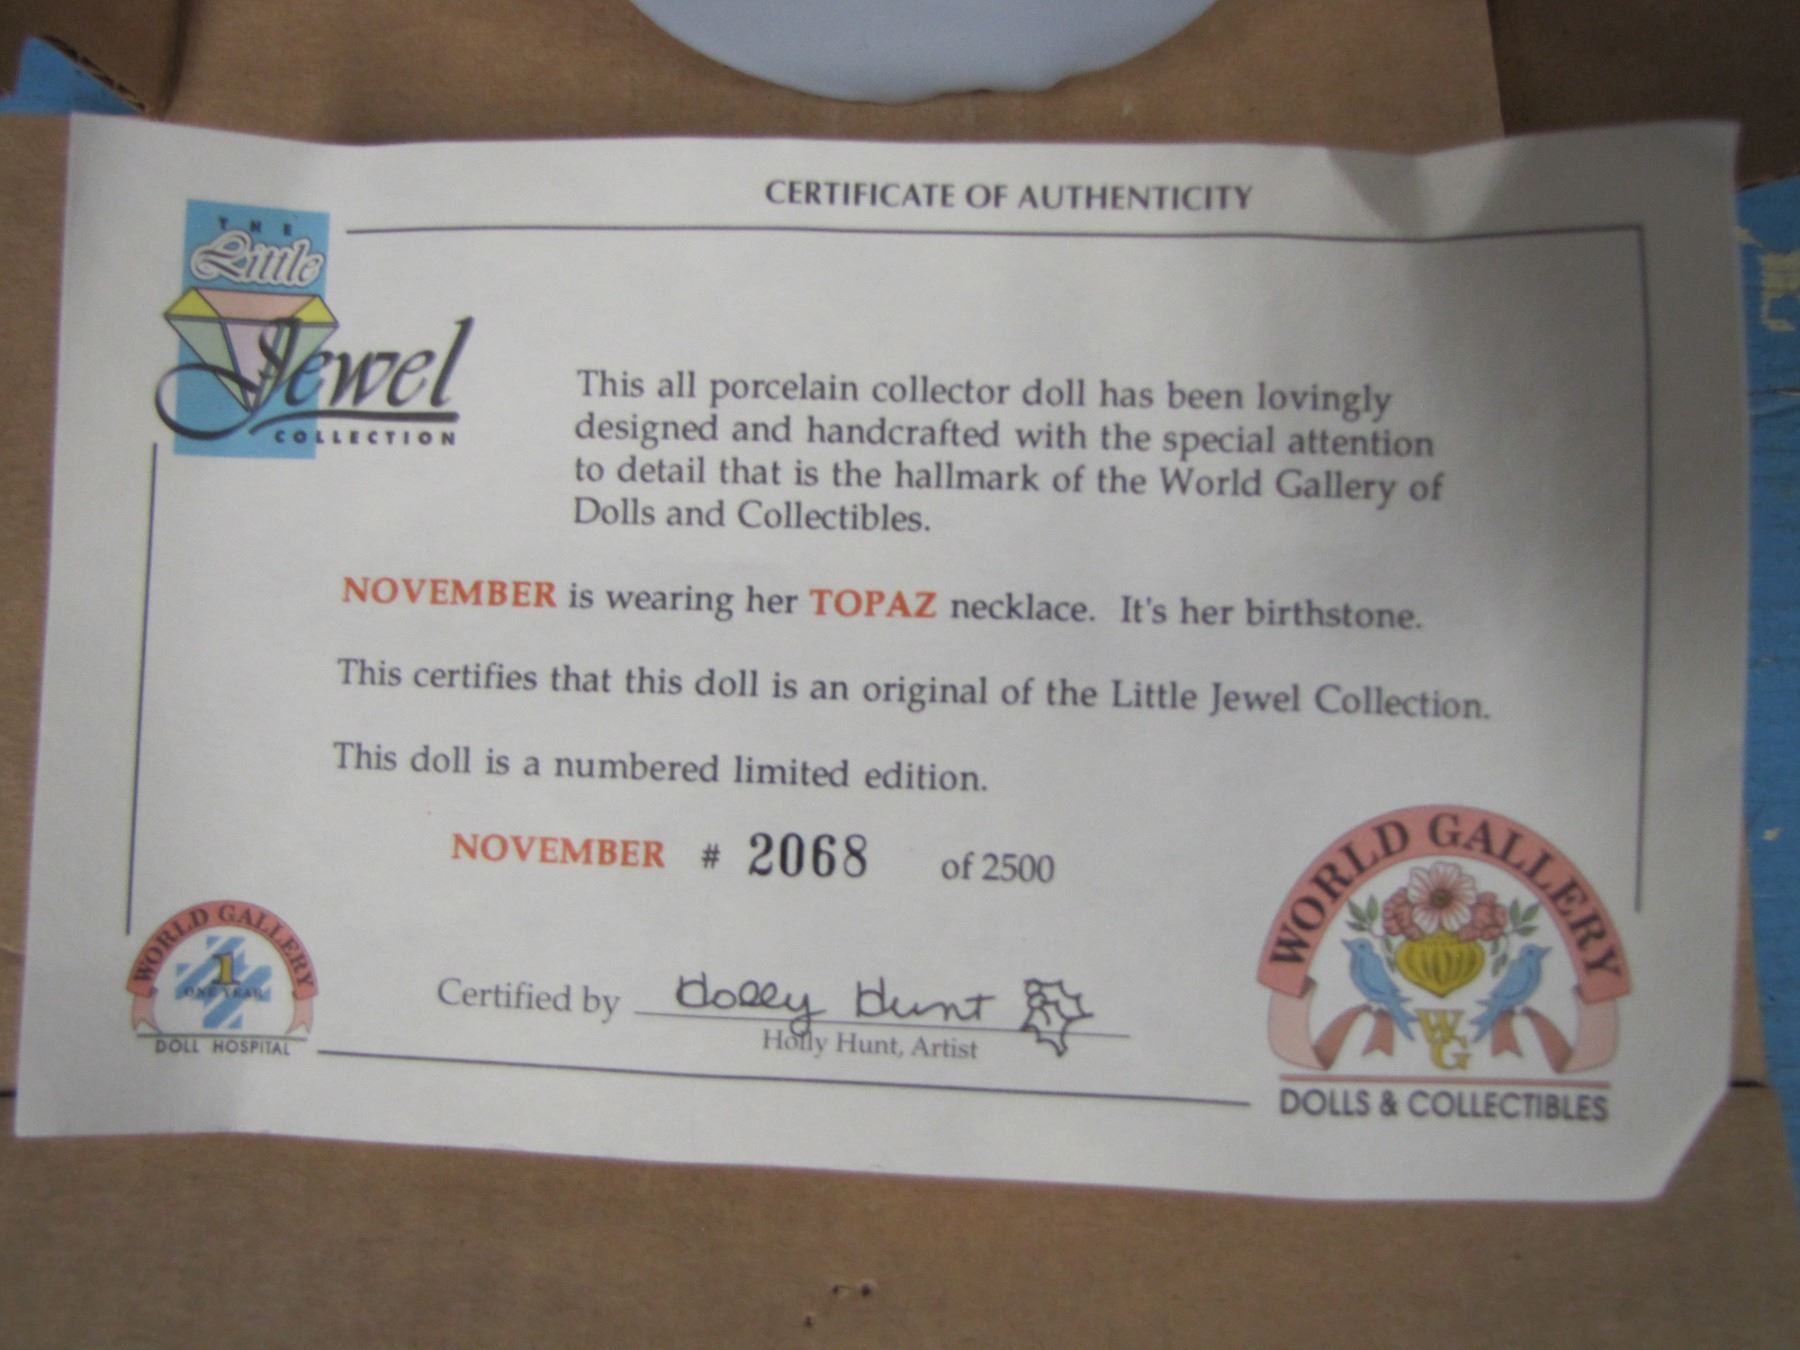 CERTIFICATE OF AUTHENTICITY
THE
Little
Jewel
COLLECTION
This all porcelain collector doll has been lovingly
designed and handcrafted with the special attention
to detail that is the hallmark of the World Gallery of
Dolls and Collectibles.
NOVEMBER is wearing her TOPAZ necklace. It's her birthstone.
This certifies that this doll is an original of the Little Jewel Collection.
This doll is a numbered limited edition.
NOVEMBER # 2068 of 2500
WORLD GALLERY
1
ONE YEAR
DOLL HOSPITAL
Certified by Holly Hunt
Holly Hunt, Artist
WORLD GALLERY
WG
DOLLS & COLLECTIBLES